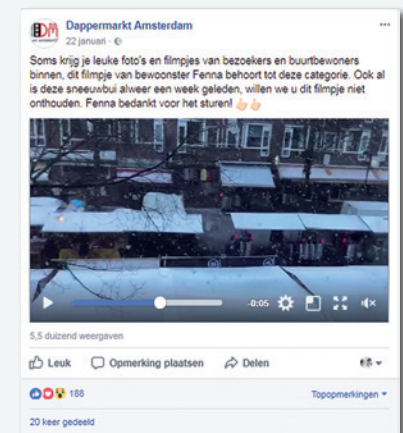 DM
Dappermarkt Amsterdam
22 januari ·
Soms krijg je leuke foto's en filmpjes van bezoekers en buurtbewoners
binnen, dit filmpje van bewoonster Fenna behoort tot deze categorie. Ook al
is deze sneeuwbui alweer een week geleden, willen we u dit filmpje niet
onthouden. Fenna bedankt voor het sturen!
-0:05
5,5 duizend weergaven
Leuk Opmerking plaatsen Delen
188 Topopmerkingen
20 keer gedeeld